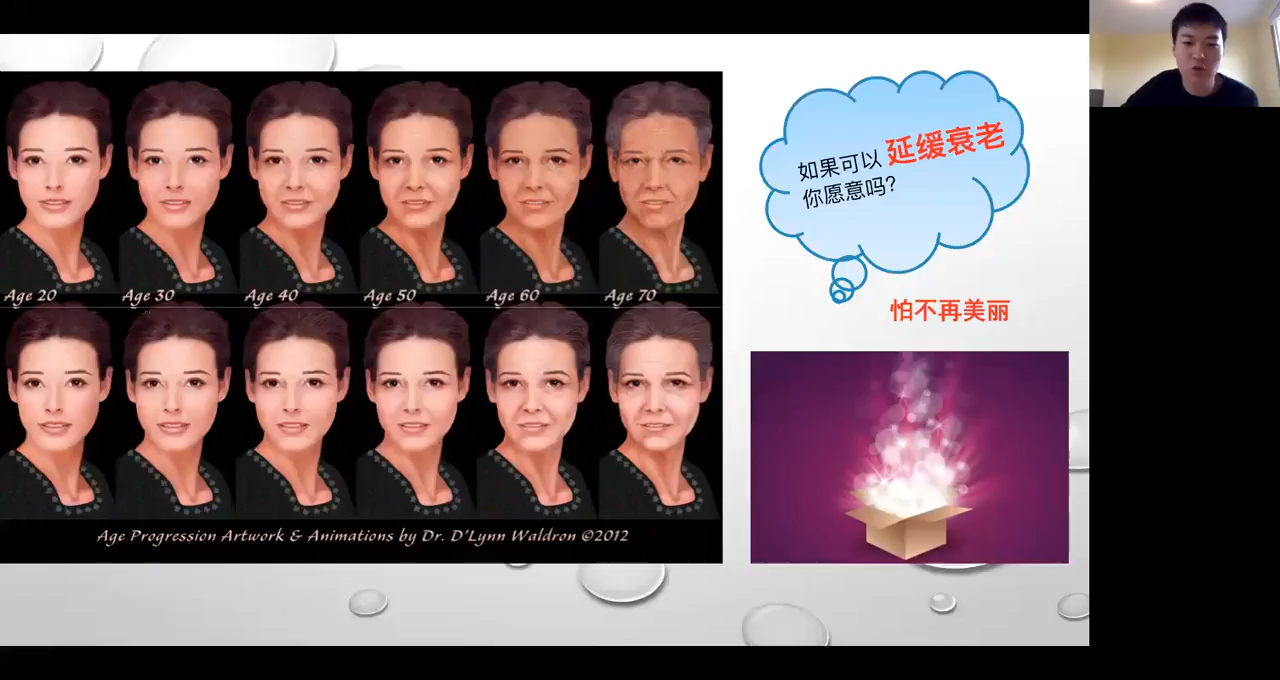 如果可以 延缓衰老
你愿意吗?
怕不再美丽
Age 20 Age 30 Age 40 Age 50 Age 60 Age 70
Age Progression Artwork & Animations by Dr. D'Lynn Waldron ©2012